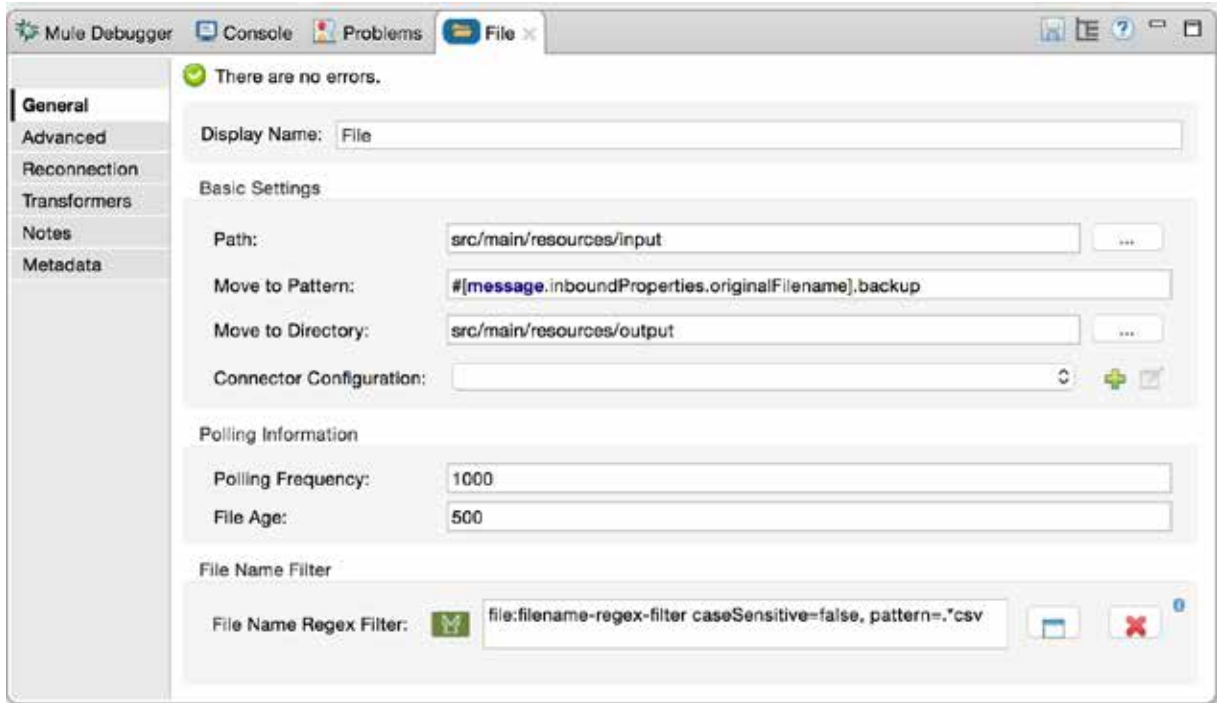 Mule Debugger Console Problems File
There are no errors.
General
Advanced
Reconnection
Transformers
Notes
Metadata
Display Name: File
Basic Settings
Path: src/main/resources/input ...
Move to Pattern: #[message.inboundProperties.originalFilename].backup
Move to Directory: src/main/resources/output ...
Connector Configuration:
Polling Information
Polling Frequency: 1000
File Age: 500
File Name Filter
File Name Regex Filter: file:filename-regex-filter caseSensitive=false, pattern=.*csv